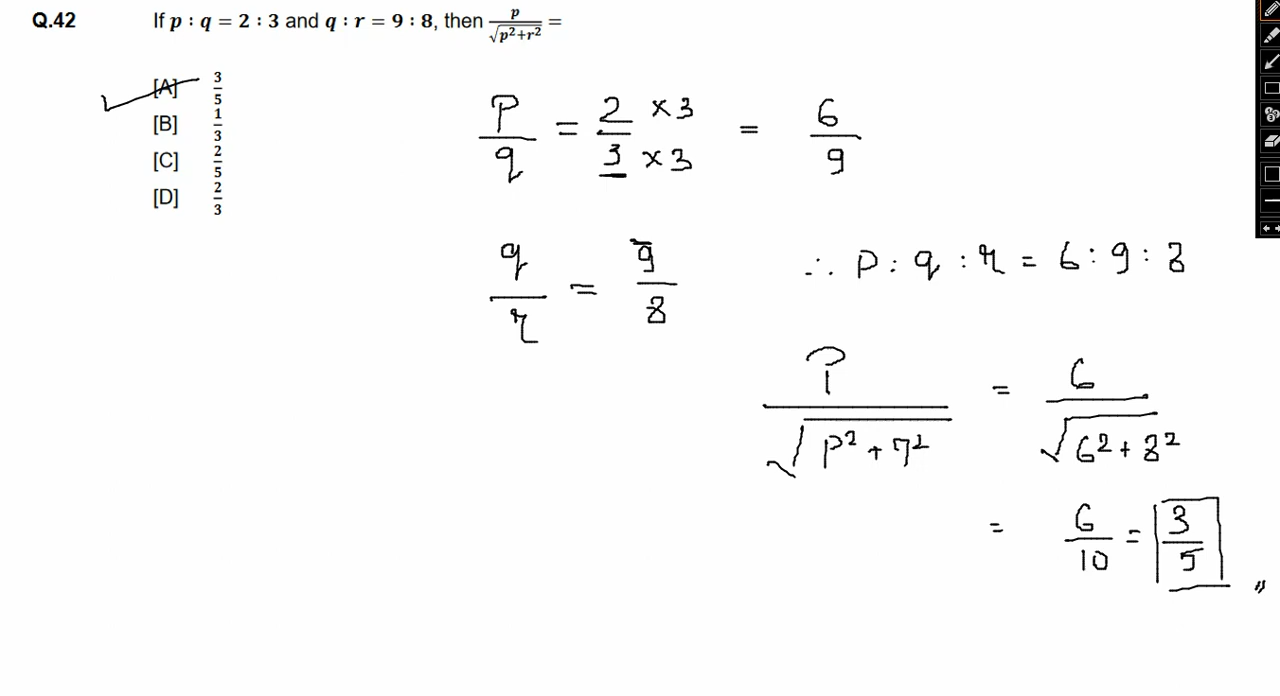 Q.42 If p : q = 2 : 3 and q : r = 9 : 8, then p/√(p²+r²) =
[A] 3/5
[B] 1/3
[C] 2/5
[D] 2/3
P/q = 2/3 ×3 ×3 = 6/9
q/r = 9/8
∴ P : q : r = 6 : 9 : 8
P/√(P² + r²) = 6/√(6² + 8²)
= 6/10 = 3/5 〃